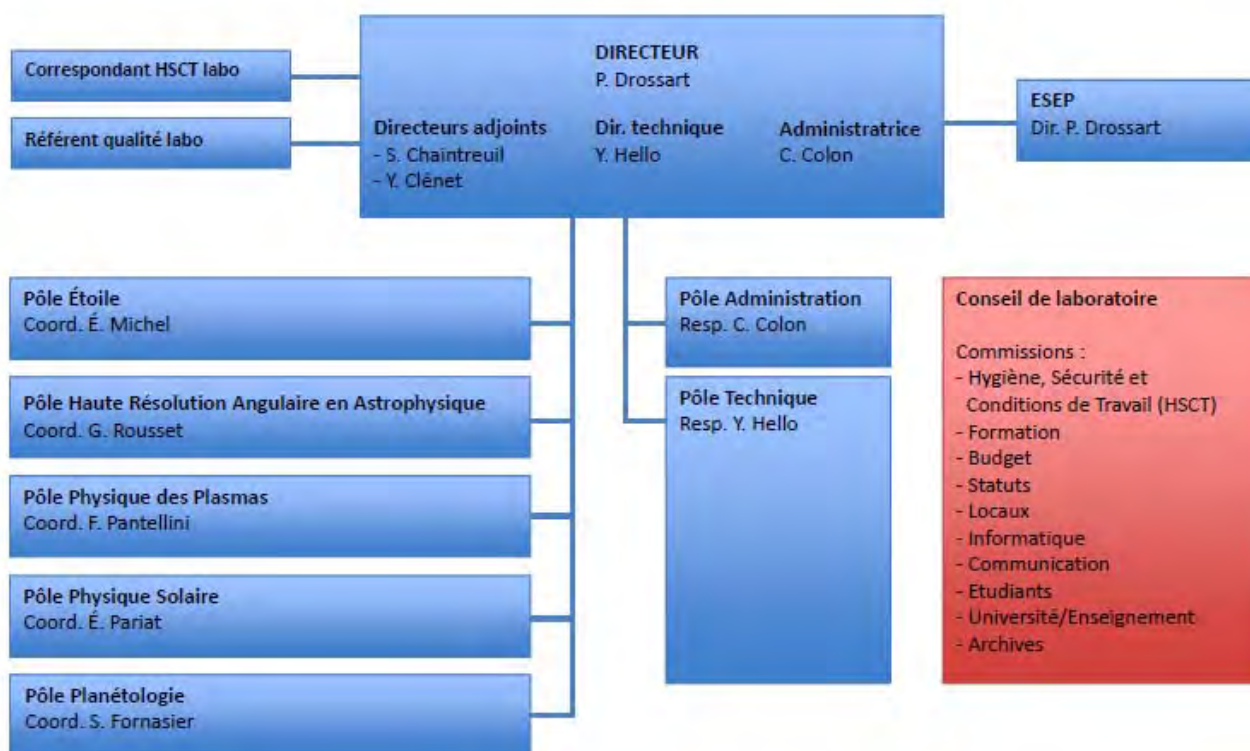 DIRECTEUR
P. Drossart
Directeurs adjoints
- S. Chaintreuil
- Y. Clénet
Dir. technique
Y. Hello
Administratrice
C. Colon
Correspondant HSCT labo
Référent qualité labo
ESEP
Dir. P. Drossart
Pôle Étoile
Coord. É. Michel
Pôle Haute Résolution Angulaire en Astrophysique
Coord. G. Rousset
Pôle Physique des Plasmas
Coord. F. Pantellini
Pôle Physique Solaire
Coord. É. Pariat
Pôle Planétologie
Coord. S. Fornasier
Pôle Administration
Resp. C. Colon
Pôle Technique
Resp. Y. Hello
Conseil de laboratoire
Commissions :
- Hygiène, Sécurité et
Conditions de Travail (HSCT)
- Formation
- Budget
- Statuts
- Locaux
- Informatique
- Communication
- Etudiants
- Université/Enseignement
- Archives